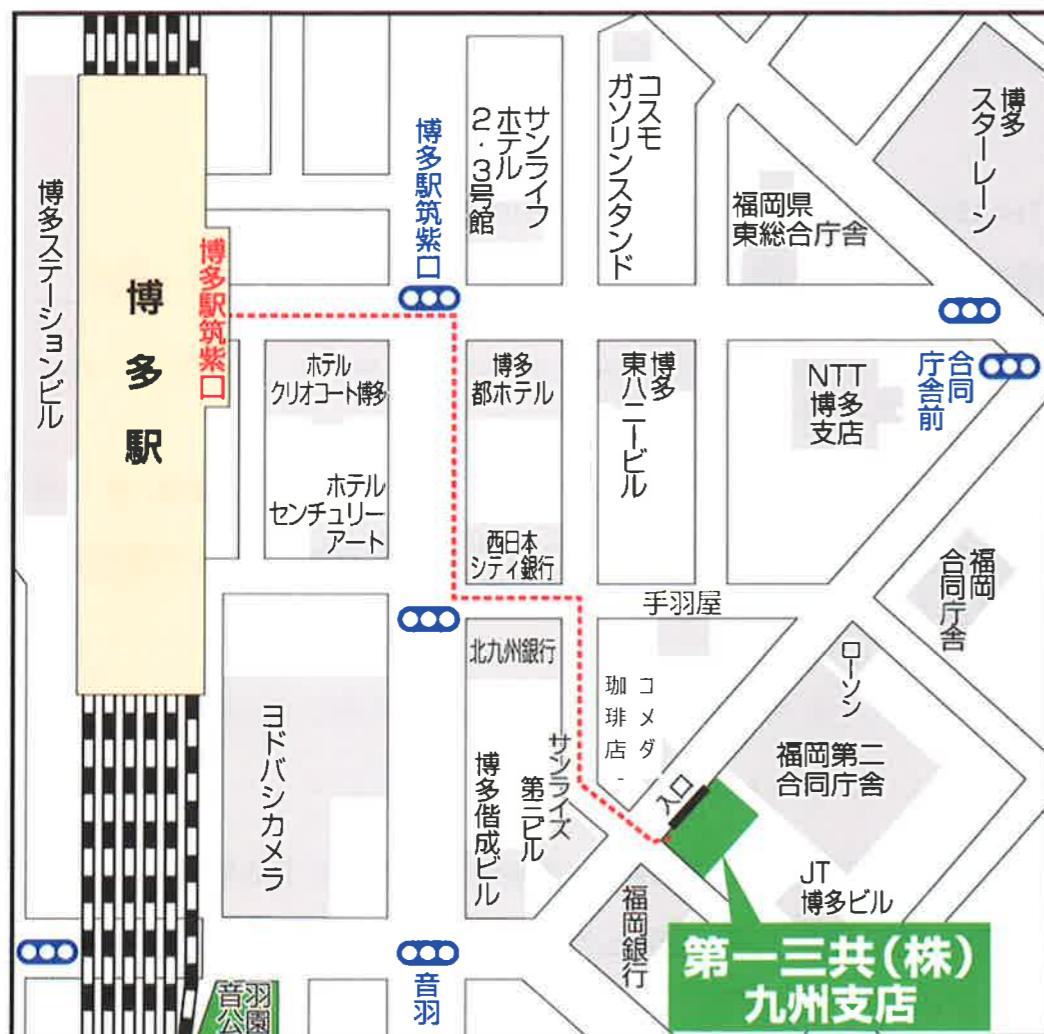 博多ステーションビル
博多駅
博多駅筑紫口
博多駅筑紫口
サンライフ
ホテル
2・3号館
コスモ
ガソリンスタンド
福岡県
東総合庁舎
博多
スターレーン
ホテル
クリオコート博多
ホテル
センチュリー
アート
博多
都ホテル
西日本
シティ銀行
博多
東ハニービル
NTT
博多
支店
合同
庁舎前
福岡
合同庁舎
手羽屋
北九州銀行
コメダ
珈琲店
ローソン
福岡第二
合同庁舎
ヨドバシカメラ
博多偕成ビル
サンライズ
第三ビル
入口
JT
博多ビル
福岡銀行
第一三共(株)
九州支店
音羽
公園
音羽